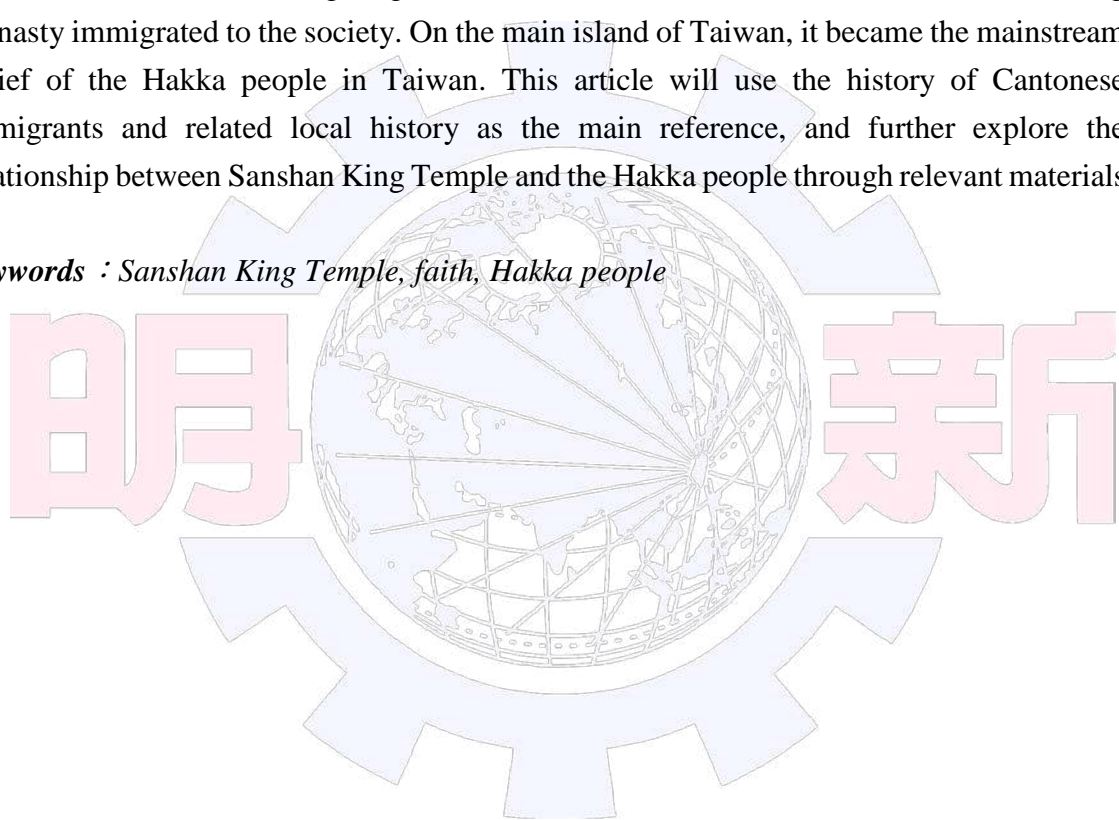 nasty immigrated to the society. On the main island of Taiwan, it became the mainstream
ief of the Hakka people in Taiwan. This article will use the history of Cantonese
migrants and related local history as the main reference, and further explore the
ationship between Sanshan King Temple and the Hakka people through relevant materials
ywords：Sanshan King Temple, faith, Hakka people
明新